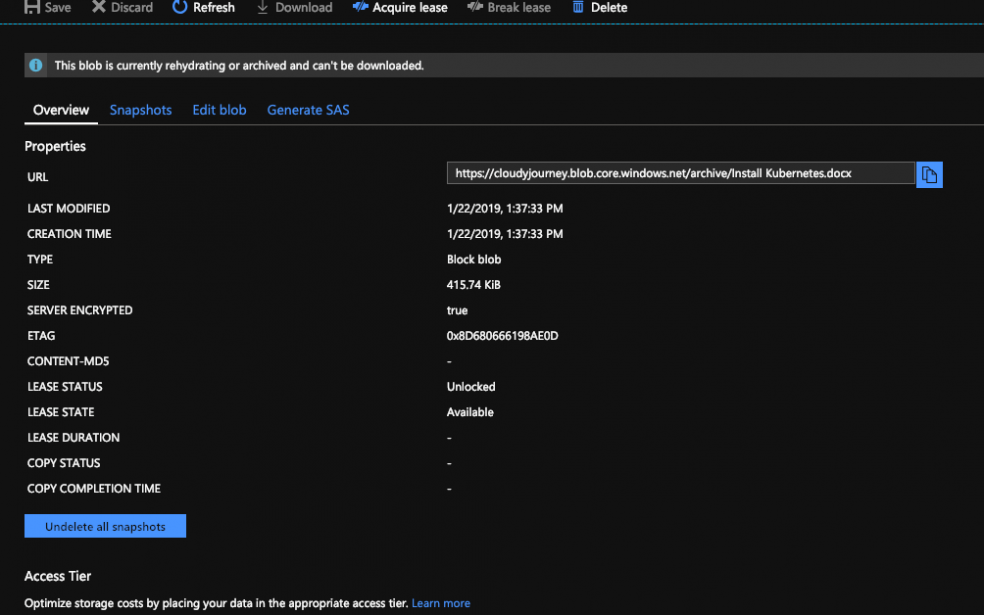 Save Discard Refresh Download Acquire lease Break lease Delete
This blob is currently rehydrating or archived and can't be downloaded.
Overview Snapshots Edit blob Generate SAS
Properties
URL https://cloudyjourney.blob.core.windows.net/archive/Install Kubernetes.docx
LAST MODIFIED 1/22/2019, 1:37:33 PM
CREATION TIME 1/22/2019, 1:37:33 PM
TYPE Block blob
SIZE 415.74 KiB
SERVER ENCRYPTED true
ETAG 0x8D680666198AE0D
CONTENT-MD5 -
LEASE STATUS Unlocked
LEASE STATE Available
LEASE DURATION -
COPY STATUS -
COPY COMPLETION TIME -
Undelete all snapshots
Access Tier
Optimize storage costs by placing your data in the appropriate access tier. Learn more